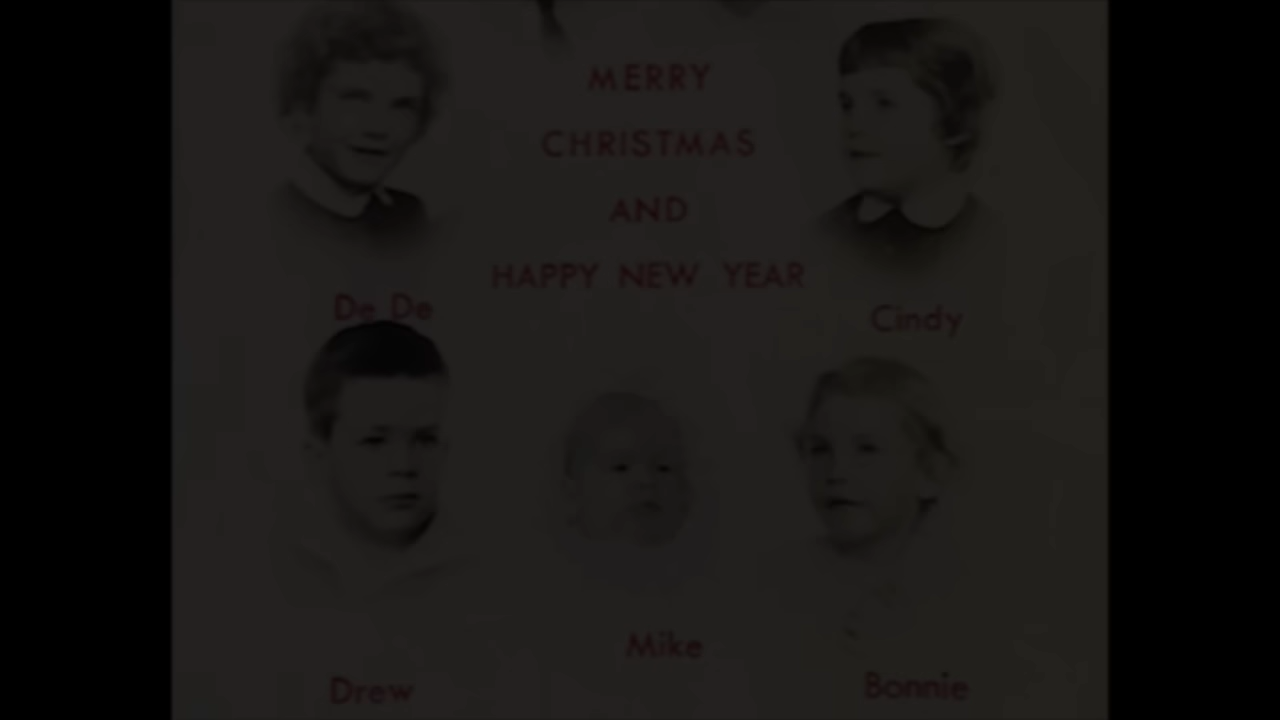 MERRY
CHRISTMAS
AND
HAPPY NEW YEAR
De De
Cindy
Mike
Drew
Bonnie